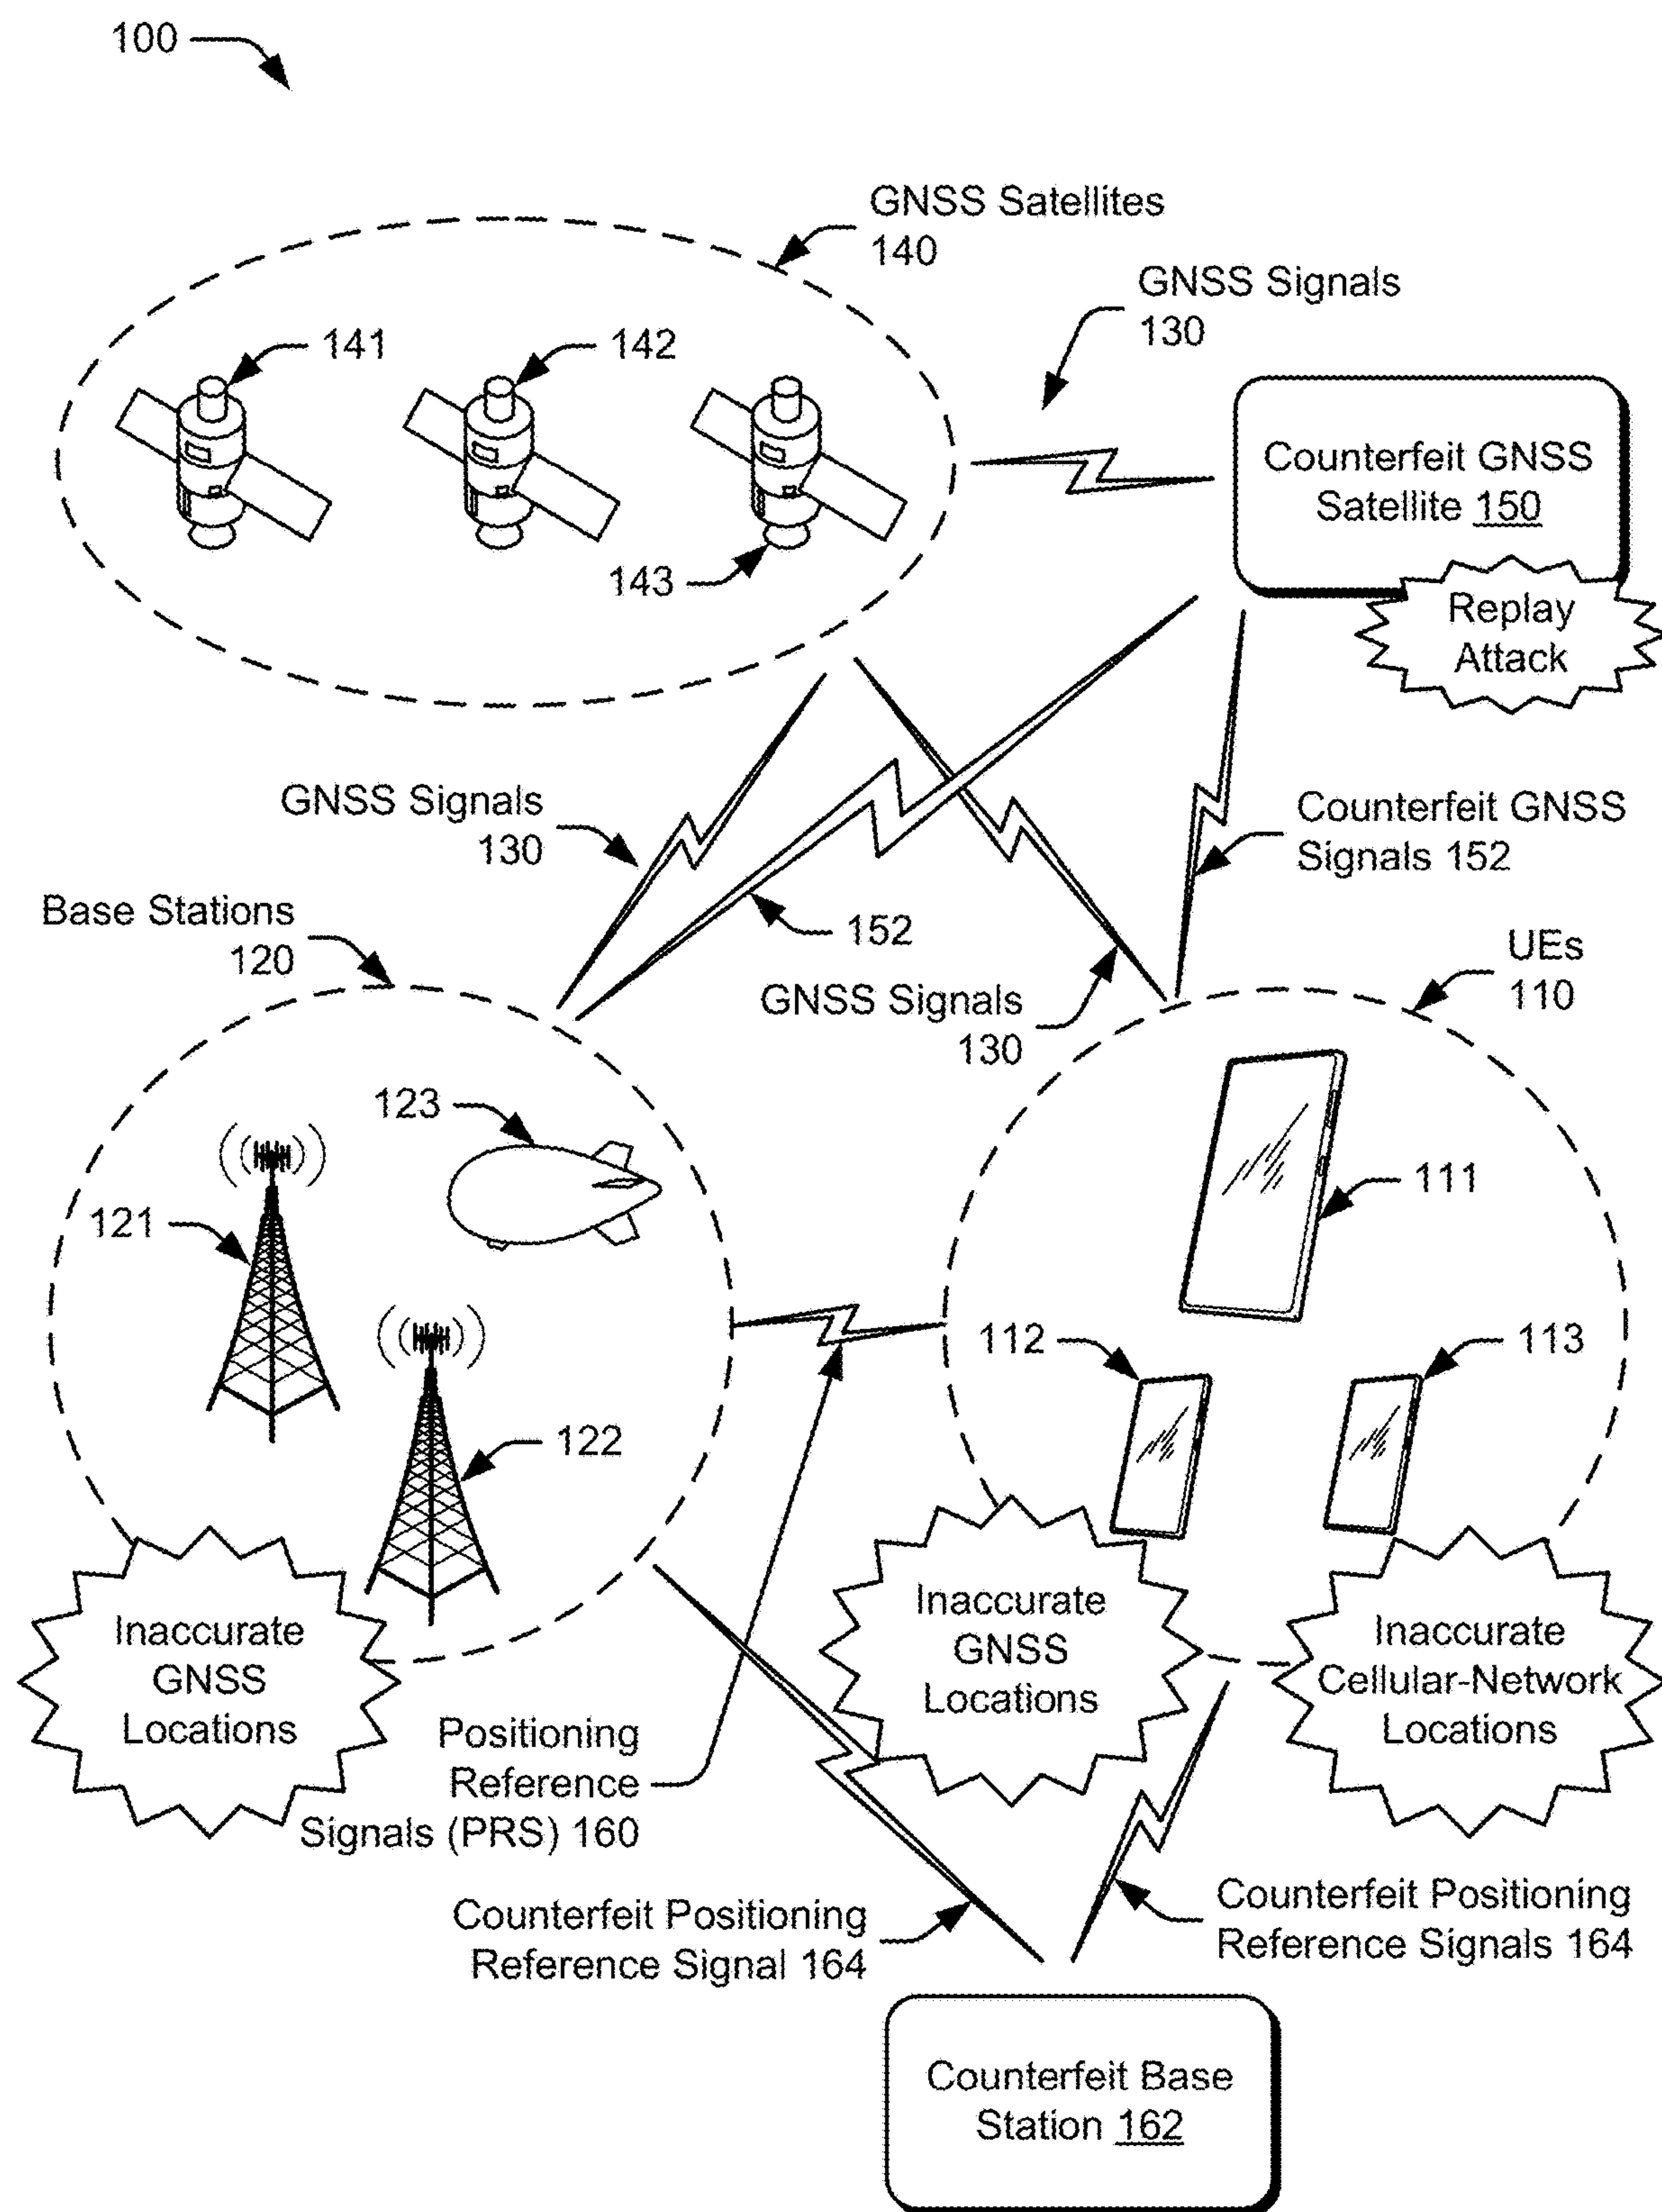 100
GNSS Satellites
140
GNSS Signals
130
141
142
143
Counterfeit GNSS
Satellite 150
Replay
Attack
GNSS Signals
130
Counterfeit GNSS
Signals 152
152
Base Stations
120
GNSS Signals
130
UEs
110
123
121
122
111
112
113
Inaccurate
GNSS
Locations
Inaccurate
GNSS
Locations
Inaccurate
Cellular-Network
Locations
Positioning
Reference
Signals (PRS) 160
Counterfeit Positioning
Reference Signal 164
Counterfeit Positioning
Reference Signals 164
Counterfeit Base
Station 162